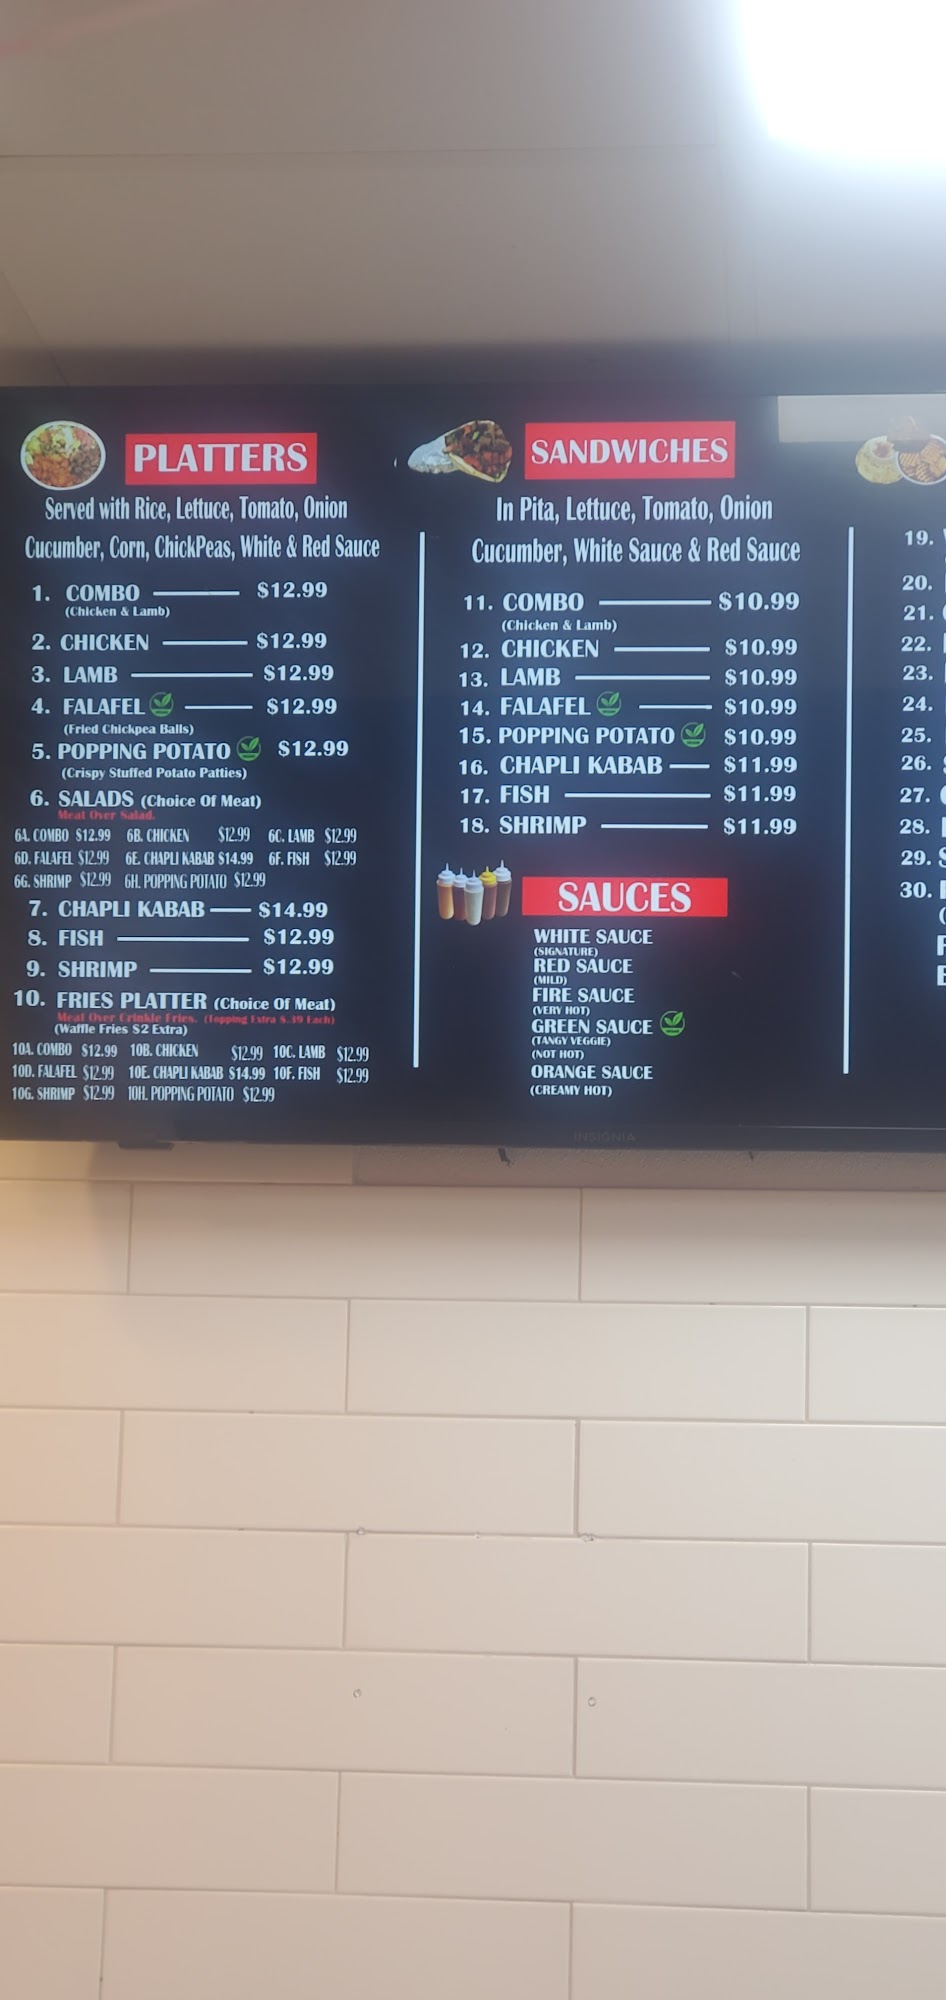 PLATTERS
Served with Rice, Lettuce, Tomato, Onion
Cucumber, Corn, ChickPeas, White & Red Sauce
1. COMBO $12.99
(Chicken & Lamb)
2. CHICKEN $12.99
3. LAMB $12.99
4. FALAFEL $12.99
(Fried Chickpea Balls)
5. POPPING POTATO $12.99
(Crispy Stuffed Potato Patties)
6. SALADS (Choice Of Meat)
Meat Over Salad.
6A. COMBO $12.99 6B. CHICKEN $12.99 6C. LAMB $12.99
6D. FALAFEL $12.99 6E. CHAPLI KABAB $14.99 6F. FISH $12.99
6G. SHRIMP $12.99 6H. POPPING POTATO $12.99
7. CHAPLI KABAB $14.99
8. FISH $12.99
9. SHRIMP $12.99
10. FRIES PLATTER (Choice Of Meat)
Meat Over Crinkle Fries. (Topping Extra $.39 Each)
(Waffle Fries $2 Extra)
10A. COMBO $12.99 10B. CHICKEN $12.99 10C. LAMB $12.99
10D. FALAFEL $12.99 10E. CHAPLI KABAB $14.99 10F. FISH $12.99
10G. SHRIMP $12.99 10H. POPPING POTATO $12.99
SANDWICHES
In Pita, Lettuce, Tomato, Onion
Cucumber, White Sauce & Red Sauce
11. COMBO $10.99
(Chicken & Lamb)
12. CHICKEN $10.99
13. LAMB $10.99
14. FALAFEL $10.99
15. POPPING POTATO $10.99
16. CHAPLI KABAB $11.99
17. FISH $11.99
18. SHRIMP $11.99
SAUCES
WHITE SAUCE
(SIGNATURE)
RED SAUCE
(MILD)
FIRE SAUCE
(VERY HOT)
GREEN SAUCE
(TANGY VEGGIE)
(NOT HOT)
ORANGE SAUCE
(CREAMY HOT)
19.
20.
21.
22.
23.
24.
25.
26.
27.
28.
29.
30.
INSIGNIA